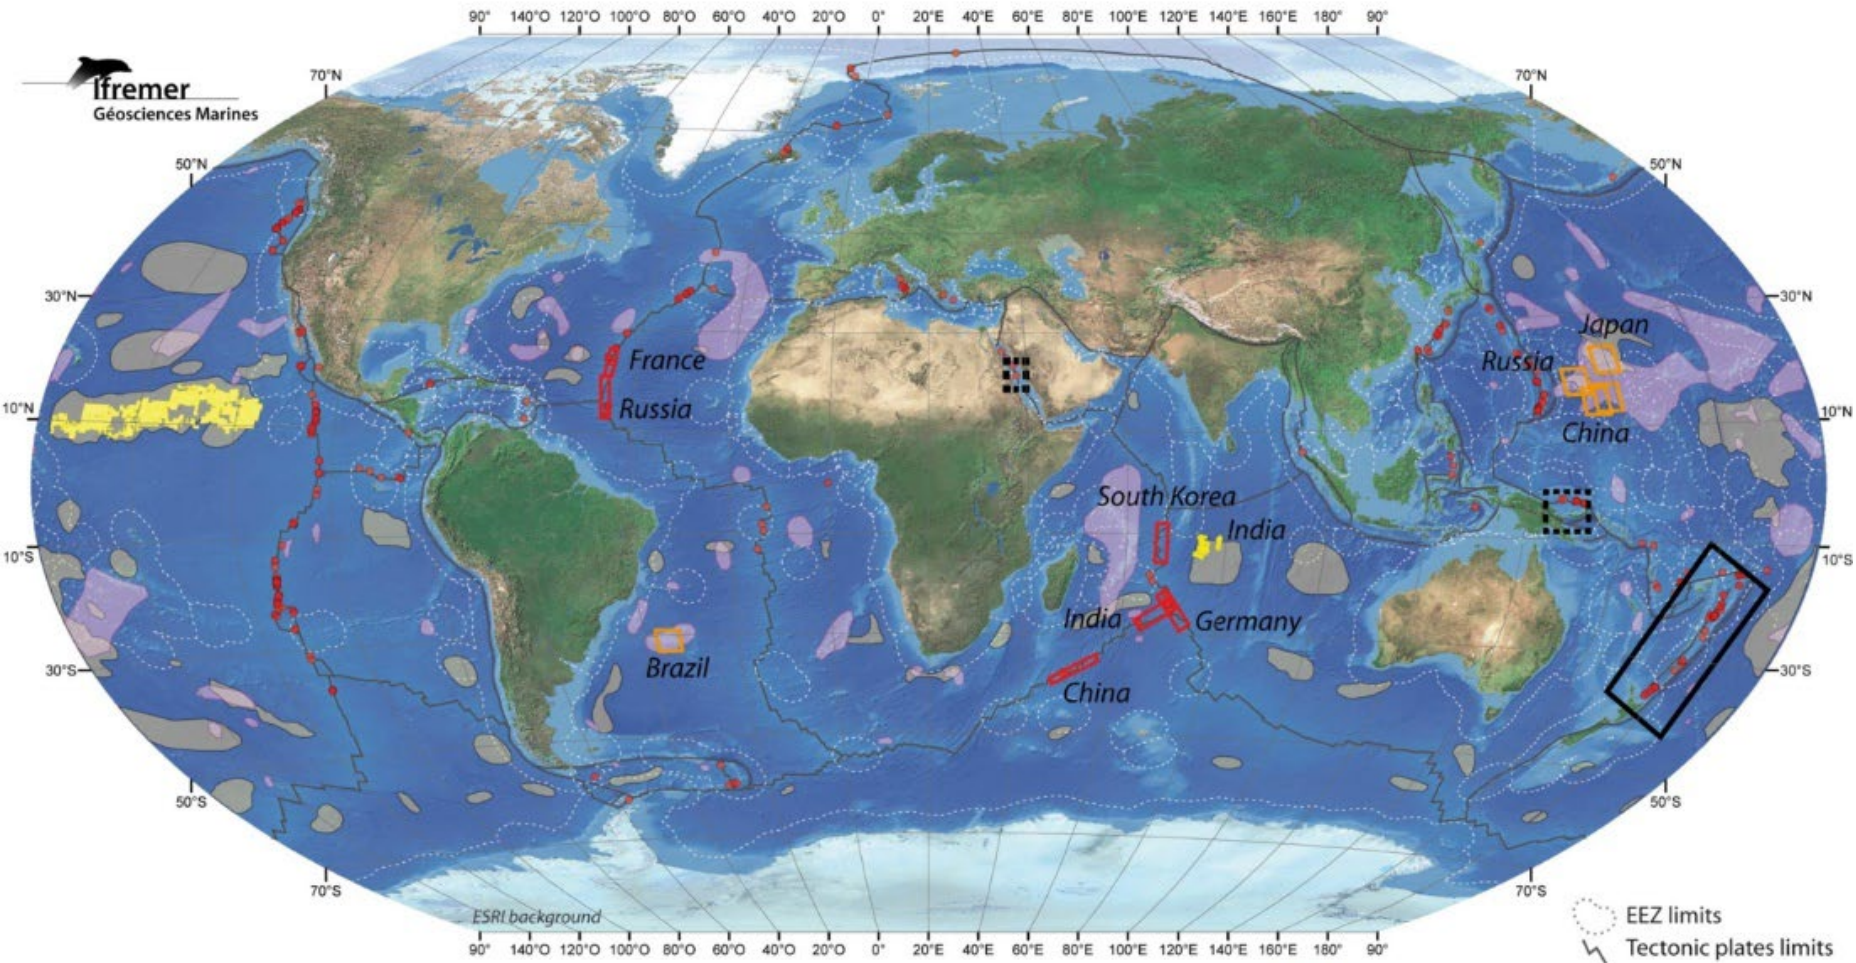 90° 140°O 120°O 100°O 80°O 60°O 40°O 20°O 0° 20°E 40°E 60°E 80°E 100°E 120°E 140°E 160°E 180° 90°
Ifremer
Géosciences Marines
70°N 70°N
50°N 50°N
30°N 30°N
Japan
France Russia
Russia
10°N 10°N
China
South Korea
India
10°S 10°S
India Germany
Brazil
30°S 30°S
China
50°S 50°S
70°S 70°S
ESRI background
EEZ limits
90° 140°O 120°O 100°O 80°O 60°O 40°O 20°O 0° 20°E 40°E 60°E 80°E 100°E 120°E 140°E 160°E 180° 90°
Tectonic plates limits